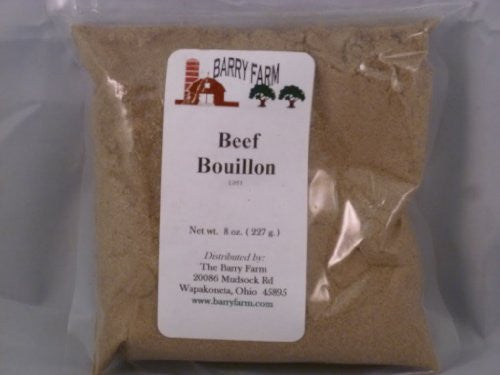 BARRY FARM
Beef
Bouillon
Net wt. 8 oz. ( 227 g.)
Distributed by:
The Barry Farm
20086 Mudsock Rd
Wapakoneta, Ohio 45895
www.barryfarm.com